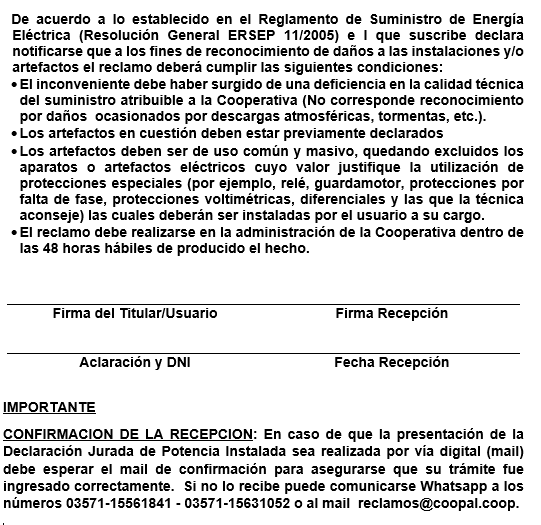 De acuerdo a lo establecido en el Reglamento de Suministro de Energía
Eléctrica (Resolución General ERSEP 11/2005) e l que suscribe declara
notificarse que a los fines de reconocimiento de daños a las instalaciones y/o
artefactos el reclamo deberá cumplir las siguientes condiciones:
• El inconveniente debe haber surgido de una deficiencia en la calidad técnica
del suministro atribuible a la Cooperativa (No corresponde reconocimiento
por daños ocasionados por descargas atmosféricas, tormentas, etc.).
• Los artefactos en cuestión deben estar previamente declarados
• Los artefactos deben ser de uso común y masivo, quedando excluidos los
aparatos o artefactos eléctricos cuyo valor justifique la utilización de
protecciones especiales (por ejemplo, relé, guardamotor, protecciones por
falta de fase, protecciones voltimétricas, diferenciales y las que la técnica
aconseje) las cuales deberán ser instaladas por el usuario a su cargo.
• El reclamo debe realizarse en la administración de la Cooperativa dentro de
las 48 horas hábiles de producido el hecho.
Firma del Titular/Usuario Firma Recepción
Aclaración y DNI Fecha Recepción
IMPORTANTE
CONFIRMACION DE LA RECEPCION: En caso de que la presentación de la
Declaración Jurada de Potencia Instalada sea realizada por vía digital (mail)
debe esperar el mail de confirmación para asegurarse que su trámite fue
ingresado correctamente. Si no lo recibe puede comunicarse Whatsapp a los
números 03571-15561841 - 03571-15631052 o al mail reclamos@coopal.coop.